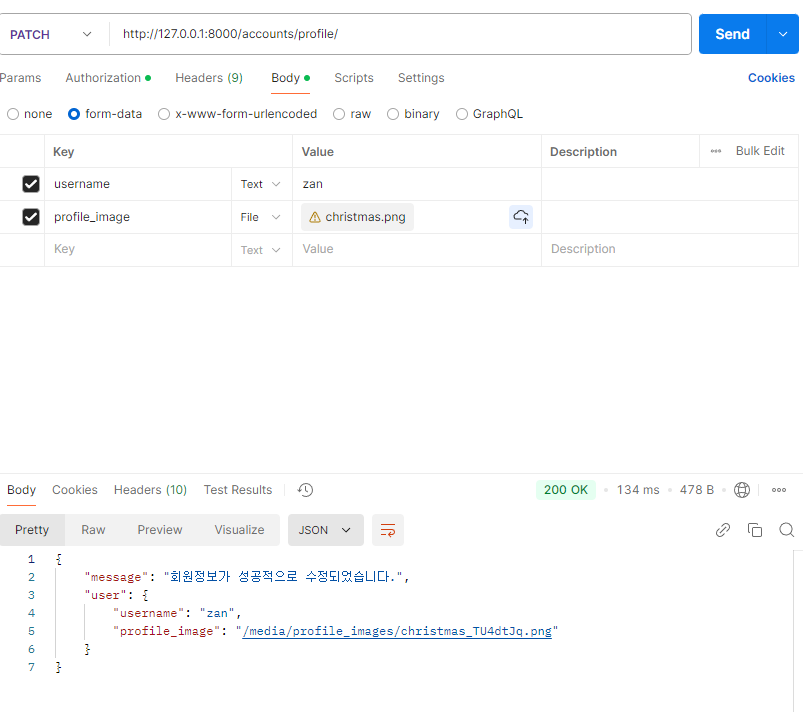 PATCH http://127.0.0.1:8000/accounts/profile/ Send
Params Authorization Headers (9) Body Scripts Settings Cookies
none form-data x-www-form-urlencoded raw binary GraphQL
Key Value Description Bulk Edit
username Text zan
profile_image File christmas.png
Key Text Value Description
Body Cookies Headers (10) Test Results 200 OK 134 ms 478 B
Pretty Raw Preview Visualize JSON
1 {
2 "message": "회원정보가 성공적으로 수정되었습니다.",
3 "user": {
4 "username": "zan",
5 "profile_image": "/media/profile_images/christmas_TU4dtJq.png"
6 }
7 }